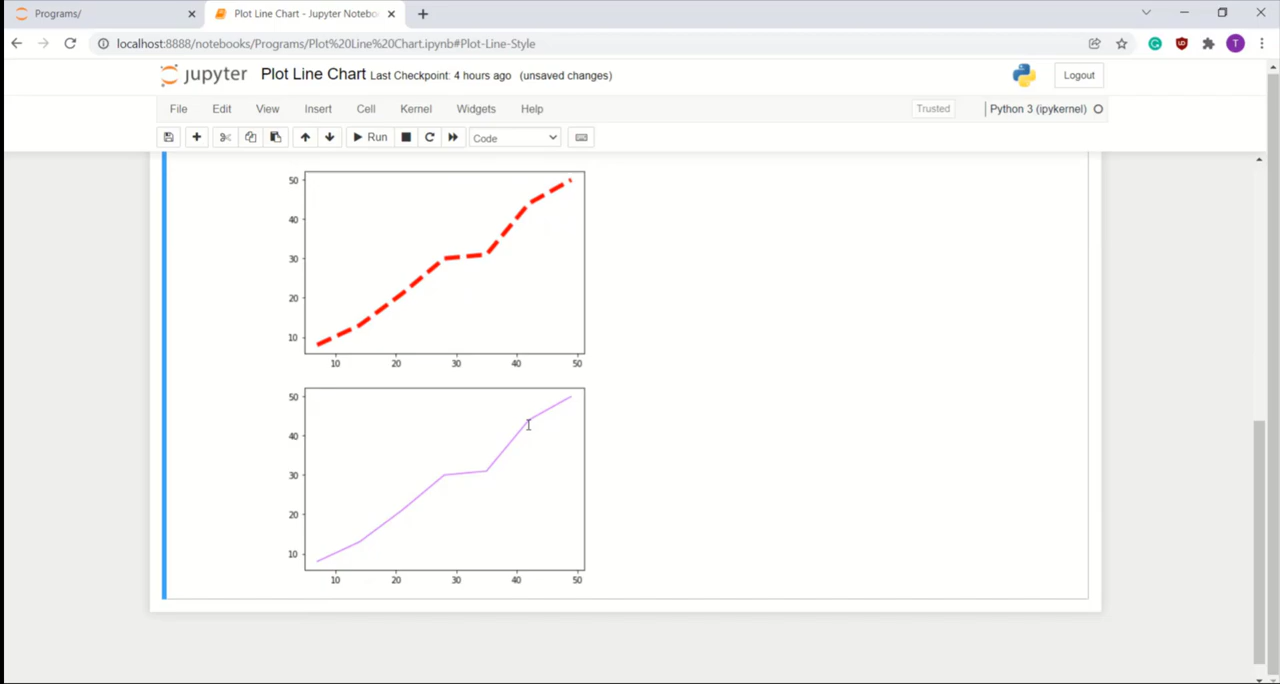 Programs/
Plot Line Chart - Jupyter Notebo
localhost:8888/notebooks/Programs/Plot%20Line%20Chart.ipynb#Plot-Line-Style
T
jupyter Plot Line Chart Last Checkpoint: 4 hours ago (unsaved changes)
Logout
File Edit View Insert Cell Kernel Widgets Help
Trusted Python 3 (ipykernel)
Run Code
50
40
30
20
10
10 20 30 40 50
50
40
30
20
10
10 20 30 40 50